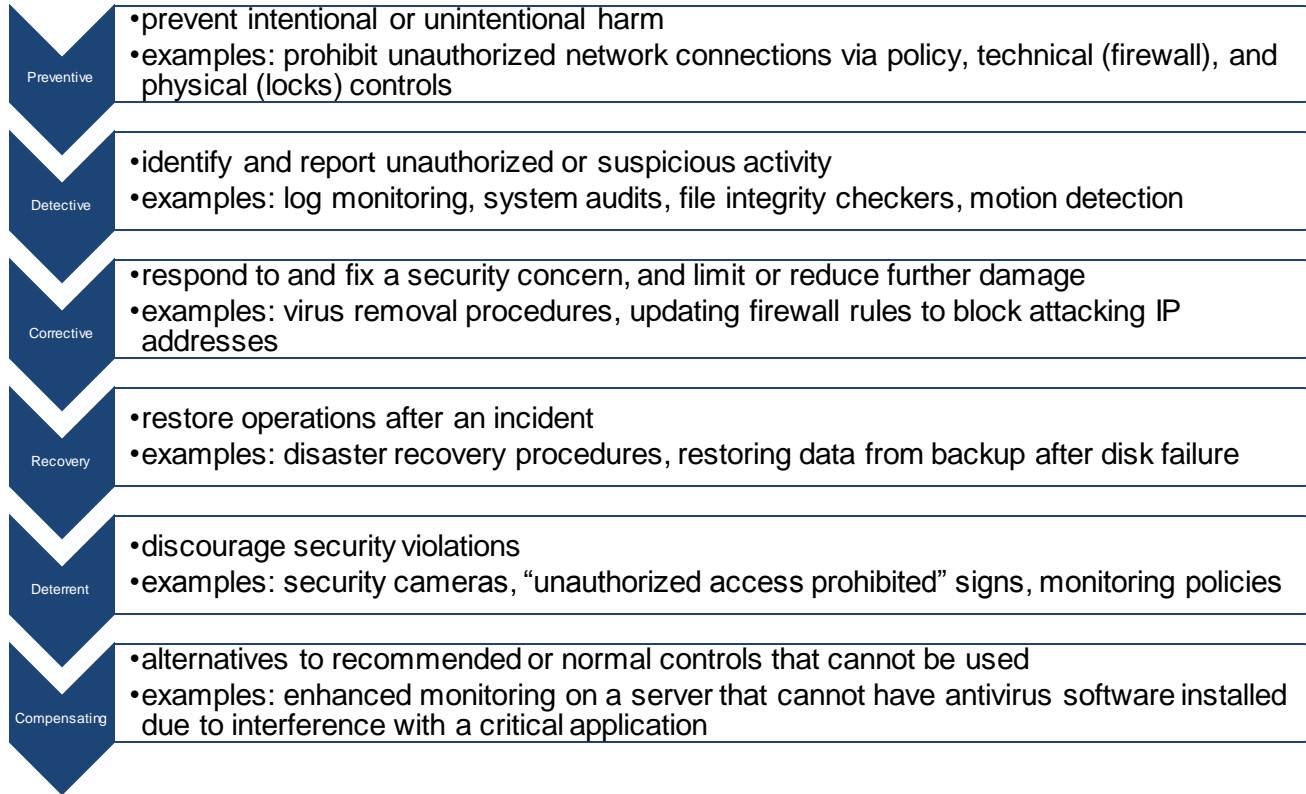 •prevent intentional or unintentional harm
•examples: prohibit unauthorized network connections via policy, technical (firewall), and
physical (locks) controls
Preventive
•identify and report unauthorized or suspicious activity
•examples: log monitoring, system audits, file integrity checkers, motion detection
Detective
•respond to and fix a security concern, and limit or reduce further damage
•examples: virus removal procedures, updating firewall rules to block attacking IP
addresses
Corrective
•restore operations after an incident
•examples: disaster recovery procedures, restoring data from backup after disk failure
Recovery
•discourage security violations
•examples: security cameras, “unauthorized access prohibited” signs, monitoring policies
Deterrent
•alternatives to recommended or normal controls that cannot be used
•examples: enhanced monitoring on a server that cannot have antivirus software installed
due to interference with a critical application
Compensating